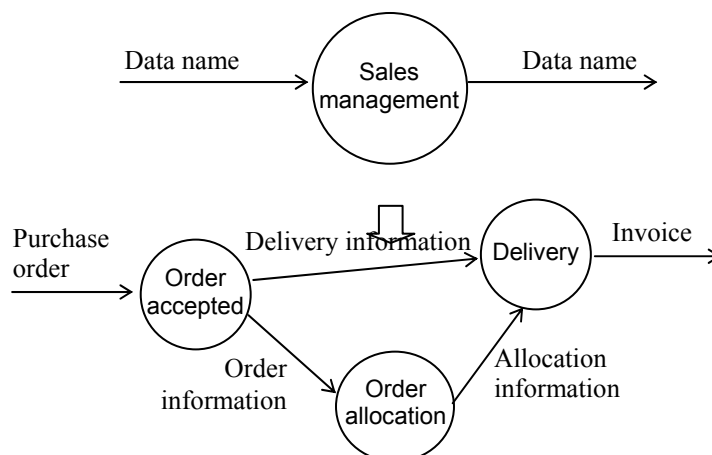 Data name
Sales
management
Data name
Purchase
order
Delivery information
Delivery
Invoice
Order
accepted
Order
information
Order
allocation
Allocation
information